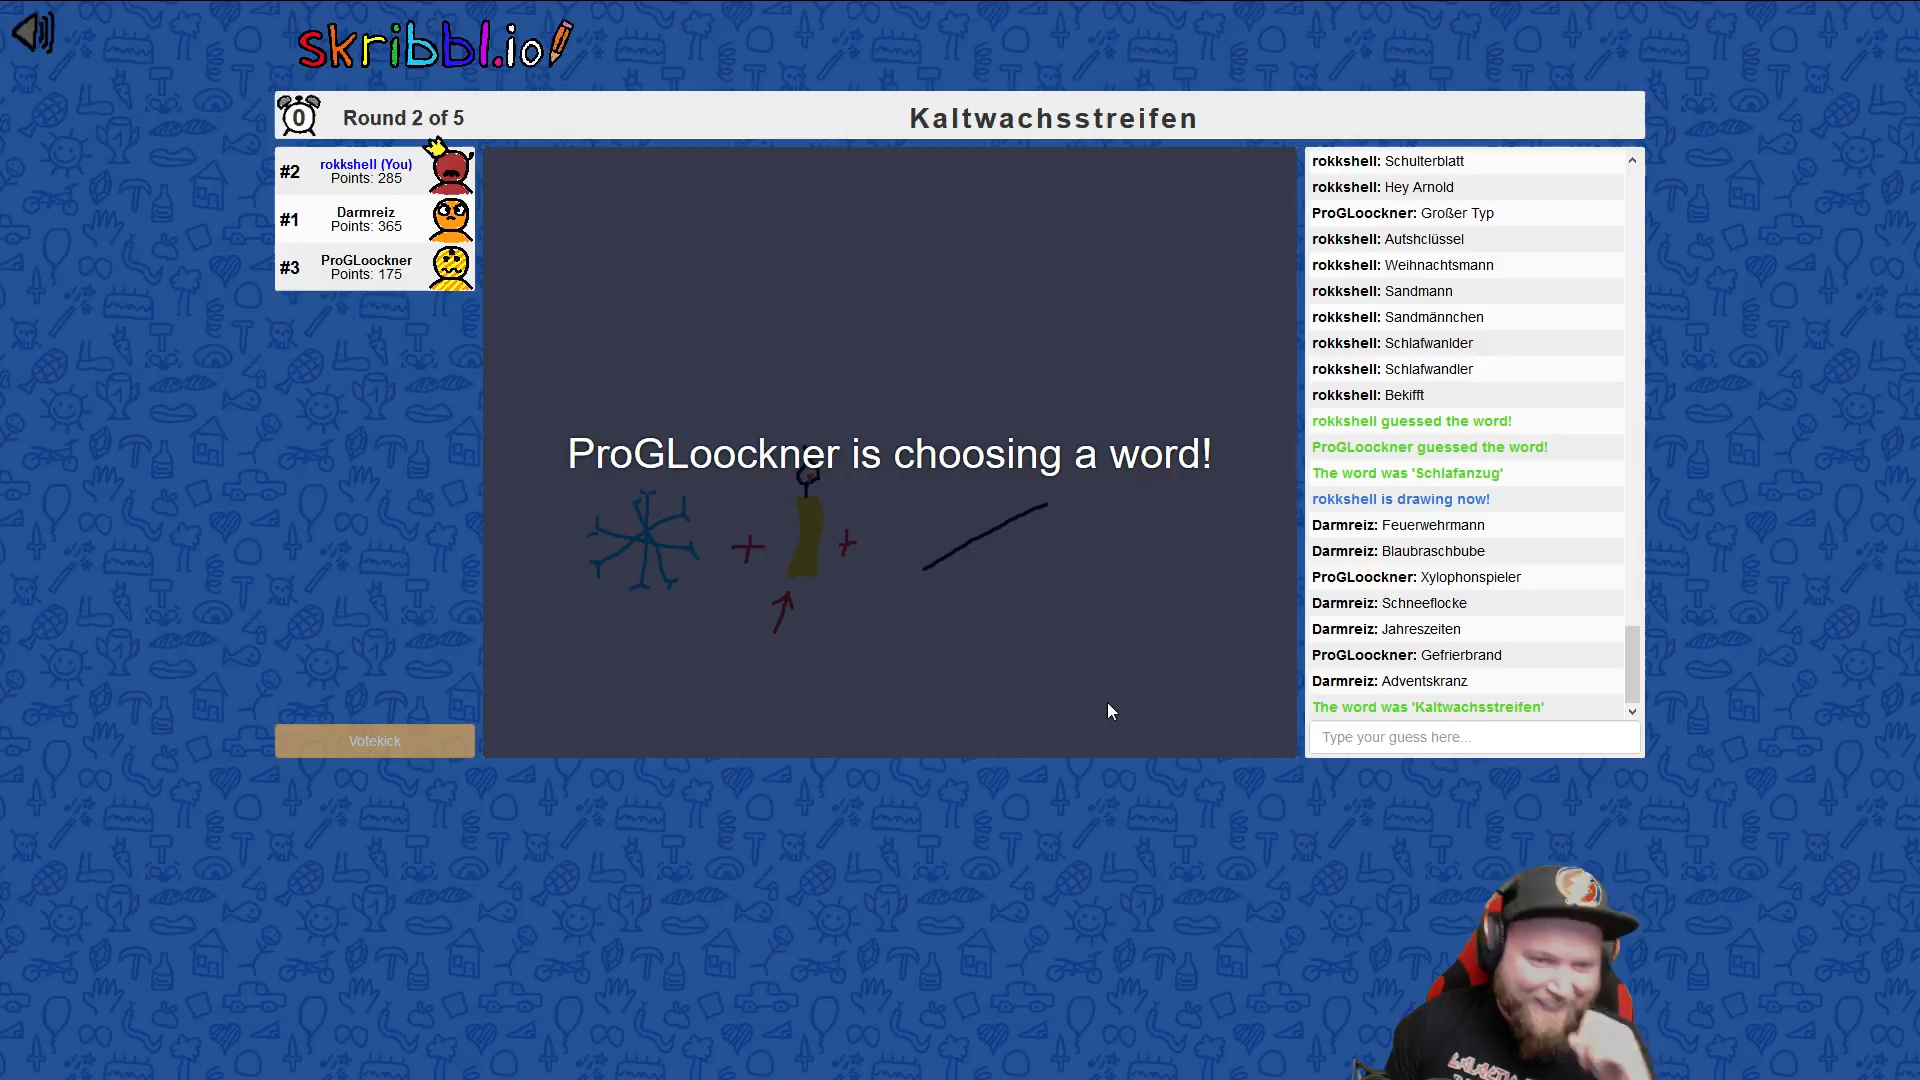 skribbl.io
0
Round 2 of 5
Kaltwachsstreifen
#2
rokkshell (You)
Points: 285
#1
Darmreiz
Points: 365
#3
ProGLoockner
Points: 175
Votekick
ProGLoockner is choosing a word!
rokkshell: Schulterblatt
rokkshell: Hey Arnold
ProGLoockner: Großer Typ
rokkshell: Autshclüssel
rokkshell: Weihnachtsmann
rokkshell: Sandmann
rokkshell: Sandmännchen
rokkshell: Schlafwanlder
rokkshell: Schlafwandler
rokkshell: Bekifft
rokkshell guessed the word!
ProGLoockner guessed the word!
The word was 'Schlafanzug'
rokkshell is drawing now!
Darmreiz: Feuerwehrmann
Darmreiz: Blaubraschbube
ProGLoockner: Xylophonspieler
Darmreiz: Schneeflocke
Darmreiz: Jahreszeiten
ProGLoockner: Gefrierbrand
Darmreiz: Adventskranz
The word was 'Kaltwachsstreifen'
Type your guess here...